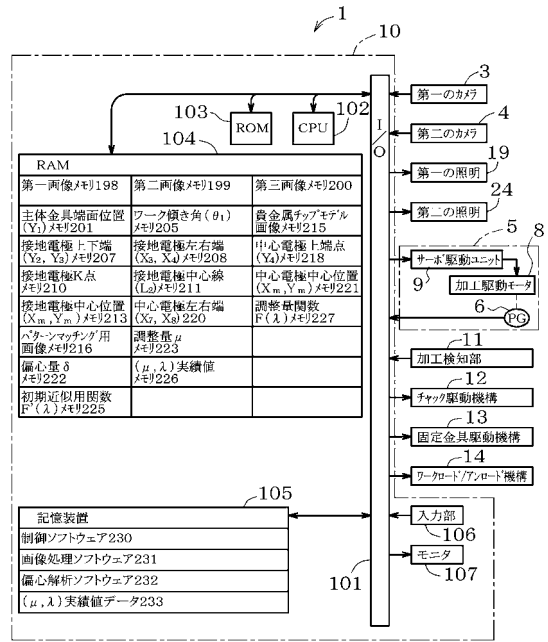 1
10
3
第一のカメラ
4
第二のカメラ
19
第一の照明
24
第二の照明
5
8
サーボ駆動ユニット
9
加工駆動モータ
6
PG
11
加工検知部
12
チャック駆動機構
13
固定金具駆動機構
14
ワークロード/アンロード機構
入力部
106
モニタ
107
I/O
101
103
ROM
CPU
102
104
RAM
第一画像メモリ198
第二画像メモリ199
第三画像メモリ200
主体金具端面位置
(Y1)メモリ201
ワーク傾き角(θ1)
メモリ205
貴金属チップモデル
画像メモリ215
接地電極上下端
(Y2, Y3)メモリ207
接地電極左右端
(X3, X4)メモリ208
中心電極上端点
(Y4)メモリ218
接地電極K点
メモリ210
接地電極中心線
(L2)メモリ211
中心電極中心位置
(Xm,Ym)メモリ221
接地電極中心位置
(Xm,Ym)メモリ213
中心電極左右端
(X7, X8)220
調整量関数
F(λ)メモリ227
パターンマッチング用
画像メモリ216
調整量μ
メモリ223
偏心量δ
メモリ222
(μ,λ)実績値
メモリ226
初期近似用関数
F'(λ)メモリ225
105
記憶装置
制御ソフトウェア230
画像処理ソフトウェア231
偏心解析ソフトウェア232
(μ,λ)実績値データ233